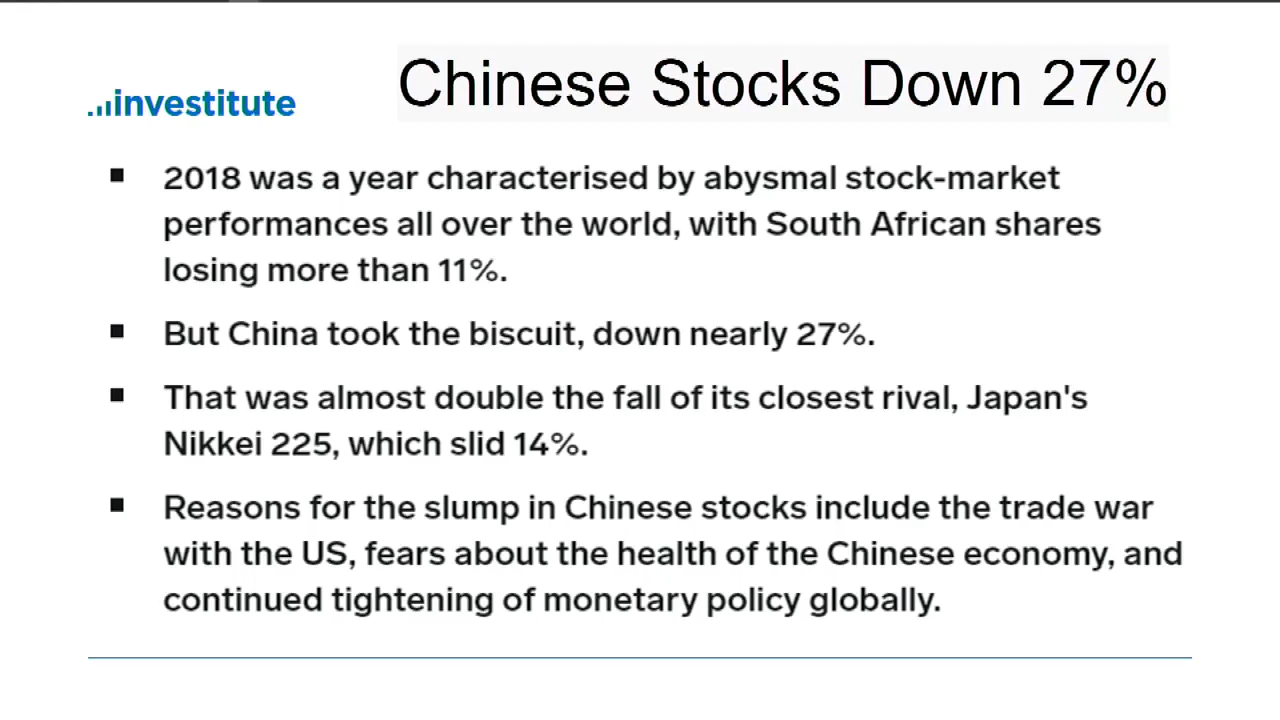 investitute
Chinese Stocks Down 27%
2018 was a year characterised by abysmal stock-market
performances all over the world, with South African shares
losing more than 11%.
But China took the biscuit, down nearly 27%.
That was almost double the fall of its closest rival, Japan's
Nikkei 225, which slid 14%.
Reasons for the slump in Chinese stocks include the trade war
with the US, fears about the health of the Chinese economy, and
continued tightening of monetary policy globally.